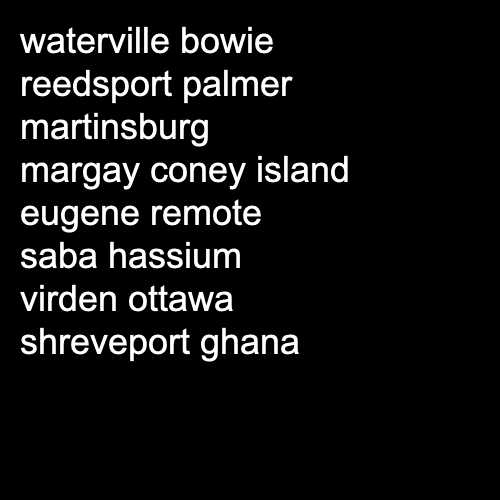 waterville bowie
reedsport palmer
martinsburg
margay coney island
eugene remote
saba hassium
virden ottawa
shreveport ghana